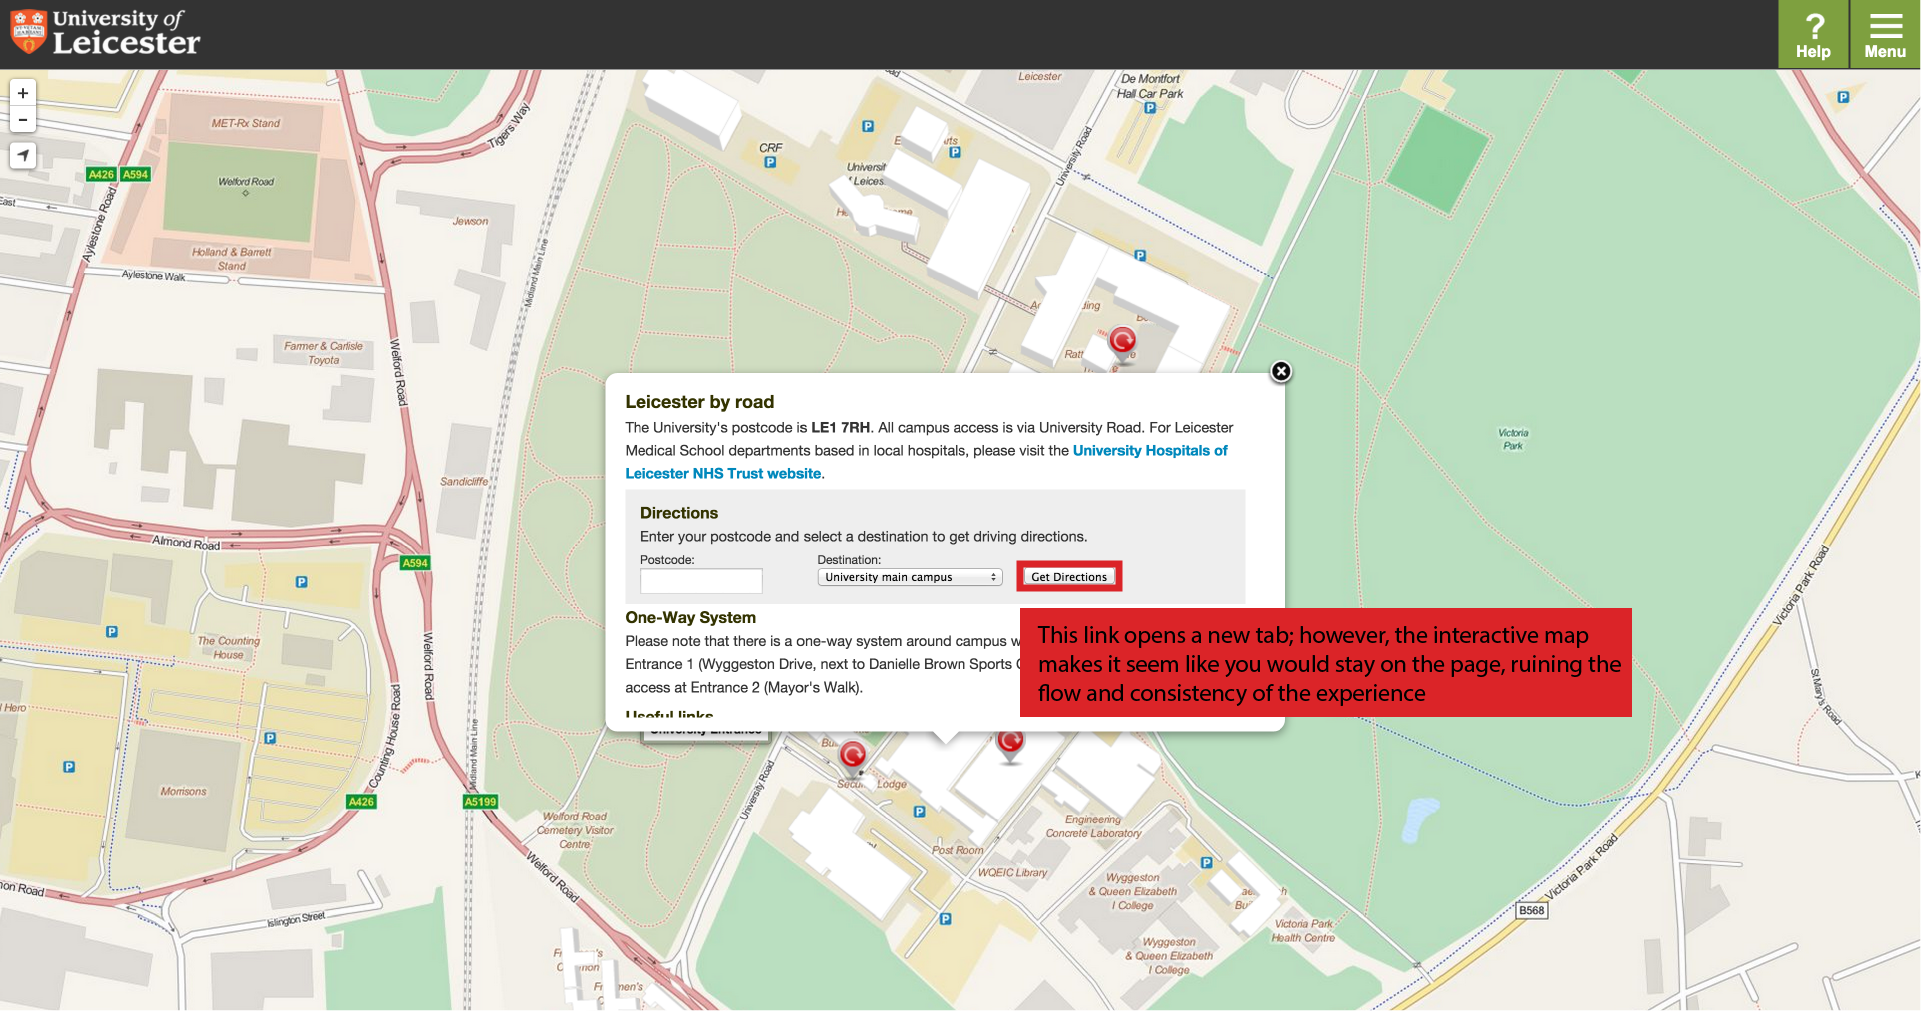 University of
Leicester
?
Help
Menu
+
-
Leicester
De Montfort
Hall Car Park
MET-Rx Stand
Tigers Way
CRF
University Road
A426
A594
Welford Road
Aylestone Road
Jewson
Holland & Barrett
Stand
Aylestone Walk
Midland Main Line
Farmer & Carlisle
Toyota
Welford Road
Leicester by road
The University's postcode is LE1 7RH. All campus access is via University Road. For Leicester
Medical School departments based in local hospitals, please visit the University Hospitals of
Leicester NHS Trust website.
Directions
Enter your postcode and select a destination to get driving directions.
Postcode:
Destination:
University main campus
Get Directions
One-Way System
Please note that there is a one-way system around campus w
Entrance 1 (Wyggeston Drive, next to Danielle Brown Sports C
access at Entrance 2 (Mayor's Walk).
Useful links
This link opens a new tab; however, the interactive map
makes it seem like you would stay on the page, ruining the
flow and consistency of the experience
Victoria
Park
Sandicliffe
Almond Road
A594
The Counting
House
Welford Road
Victoria Park Road
St Mary's Road
Hero
Counting House Road
Midland Main Line
University Entrance
Morrisons
A426
A5199
University Road
Lodge
Welford Road
Cemetery Visitor
Centre
Engineering
Concrete Laboratory
Post Room
WQEIC Library
Wyggeston
& Queen Elizabeth
I College
Welford Road
Victoria Park Road
B568
Islington Street
Victoria Park
Health Centre
Wyggeston
& Queen Elizabeth
I College